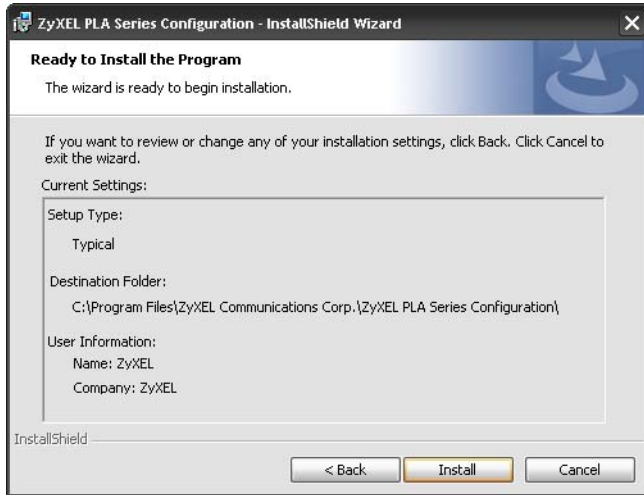 ZyXEL PLA Series Configuration - InstallShield Wizard
Ready to Install the Program
The wizard is ready to begin installation.
If you want to review or change any of your installation settings, click Back. Click Cancel to
exit the wizard.
Current Settings:
Setup Type:
Typical
Destination Folder:
C:\Program Files\ZyXEL Communications Corp.\ZyXEL PLA Series Configuration\
User Information:
Name: ZyXEL
Company: ZyXEL
InstallShield
< Back
Install
Cancel